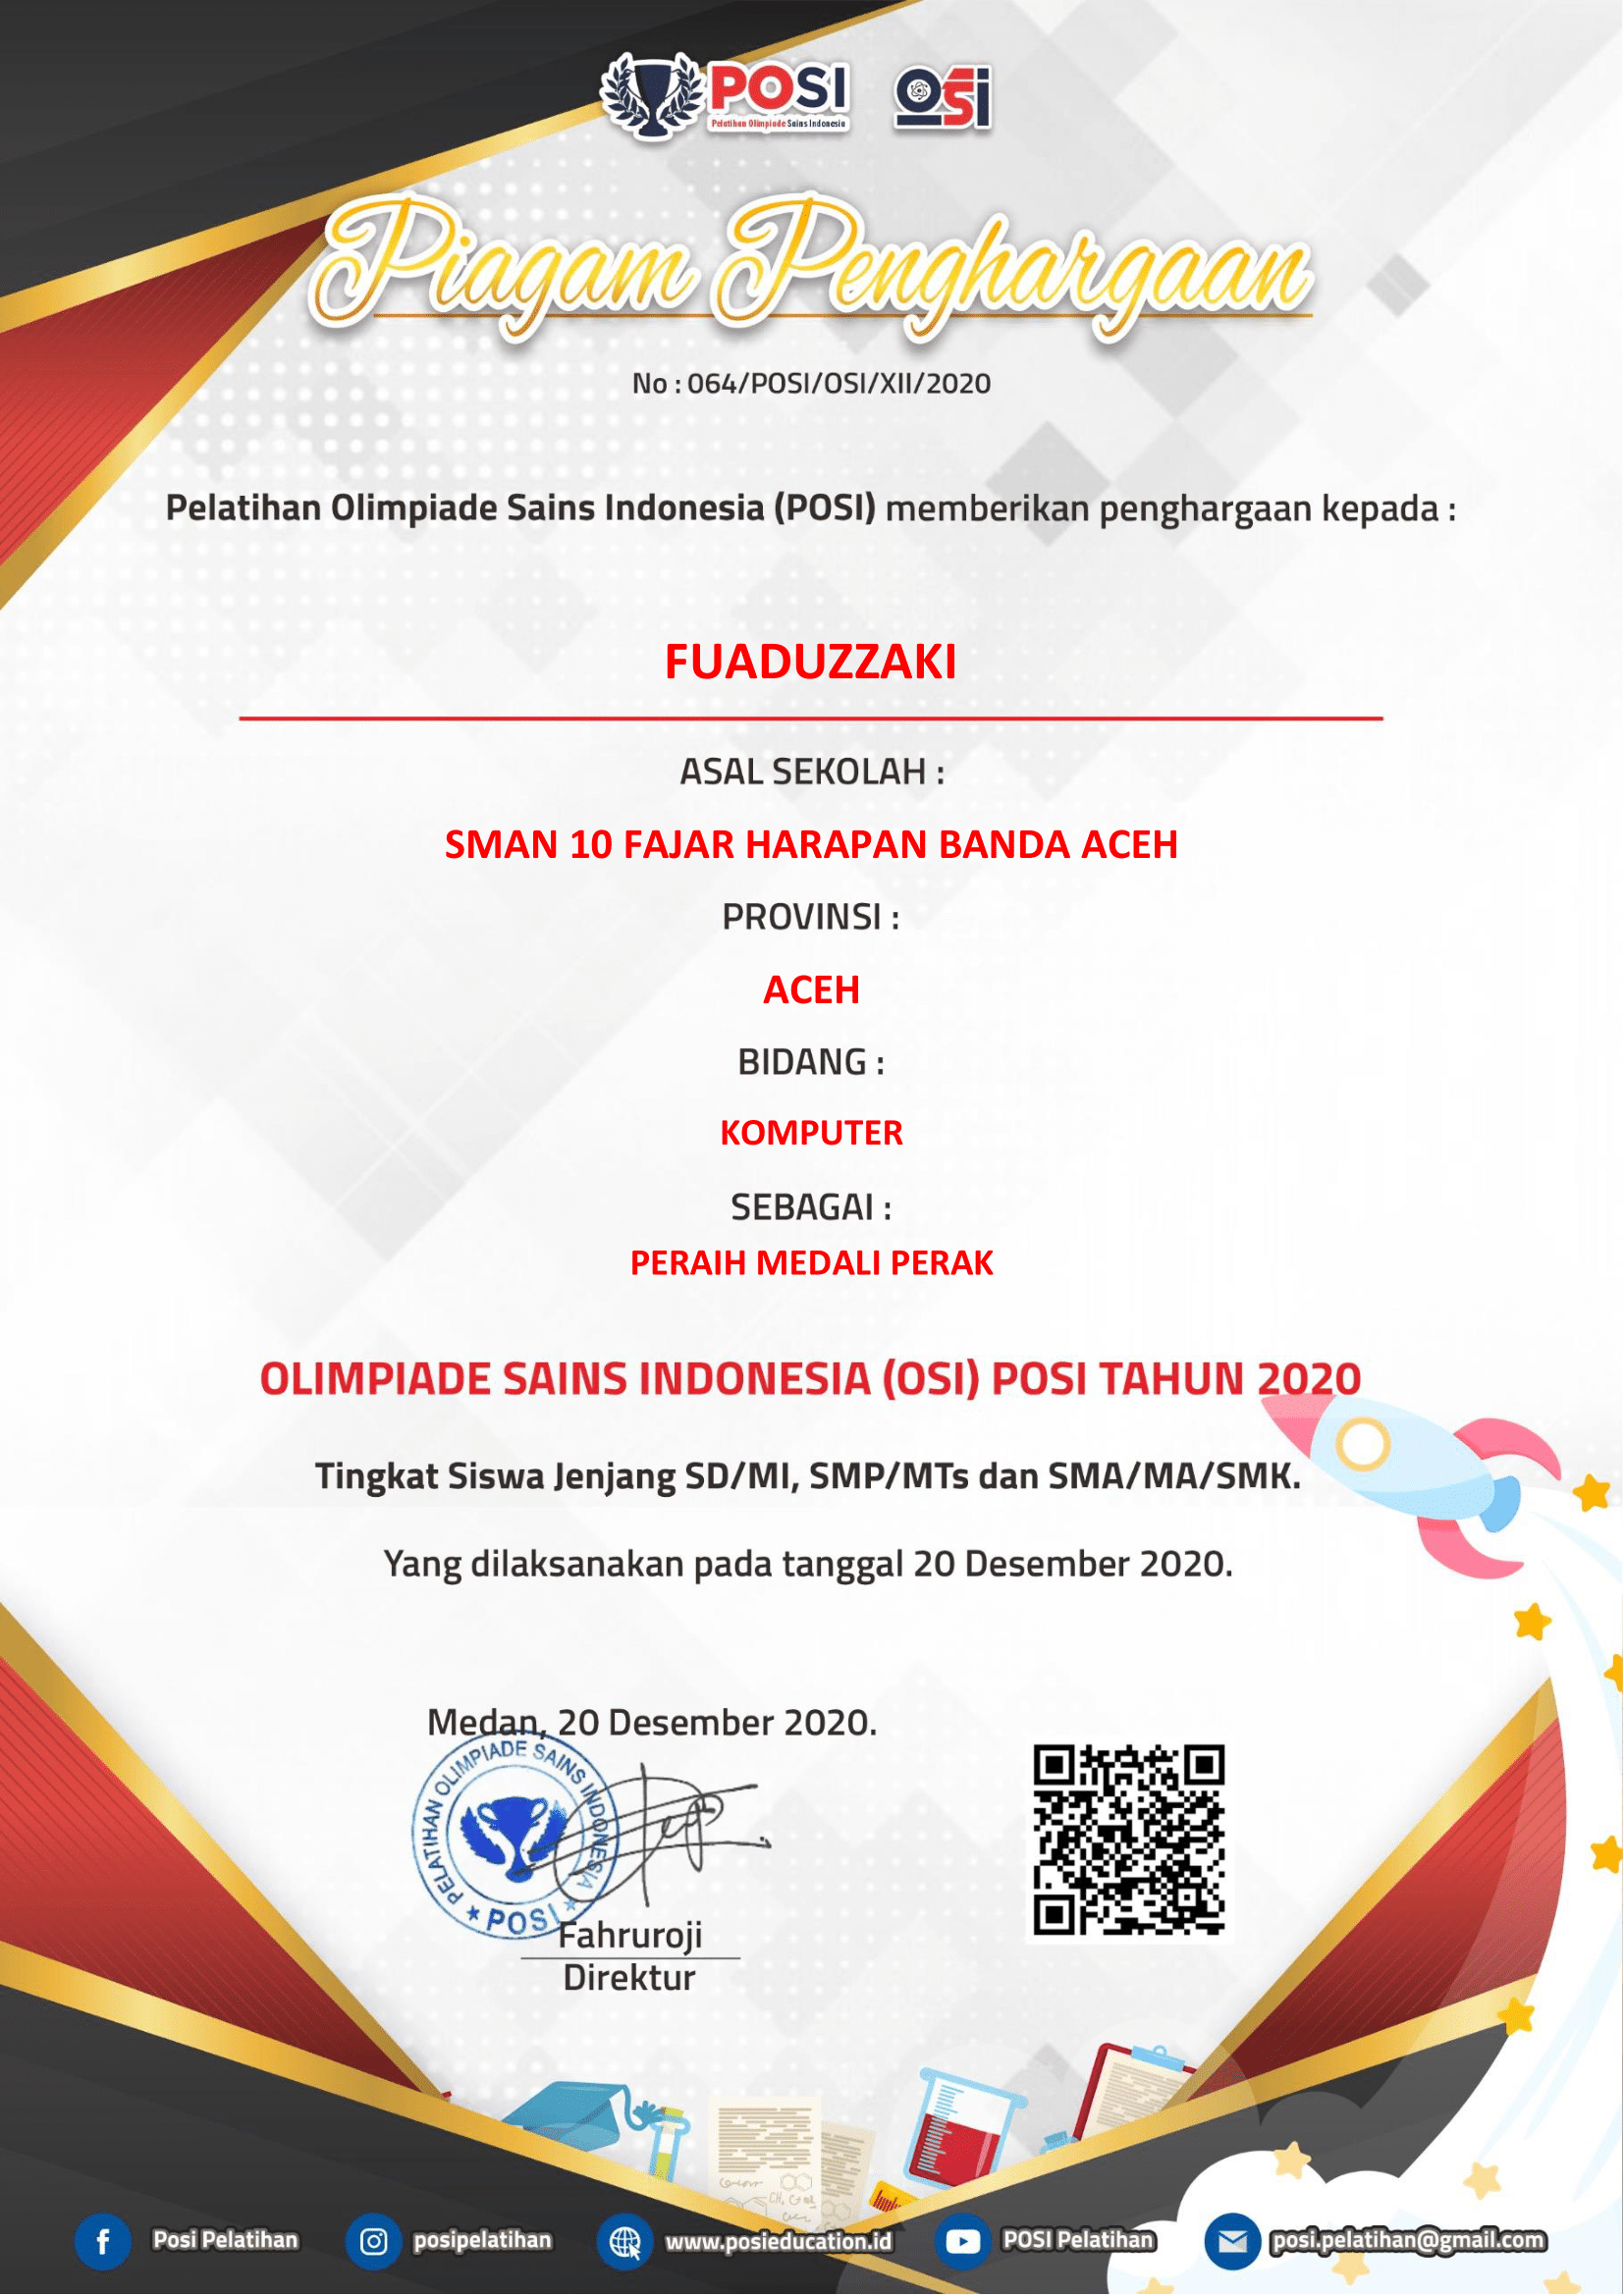 POSI
Pelatihan Olimpiade Sains Indonesia
OSi
Piagam Penghargaan
No : 064/POSI/OSI/XII/2020
Pelatihan Olimpiade Sains Indonesia (POSI) memberikan penghargaan kepada :
FUADUZZAKI
ASAL SEKOLAH :
SMAN 10 FAJAR HARAPAN BANDA ACEH
PROVINSI :
ACEH
BIDANG :
KOMPUTER
SEBAGAI :
PERAIH MEDALI PERAK
OLIMPIADE SAINS INDONESIA (OSI) POSI TAHUN 2020
Tingkat Siswa Jenjang SD/MI, SMP/MTs dan SMA/MA/SMK.
Yang dilaksanakan pada tanggal 20 Desember 2020.
Medan, 20 Desember 2020.
PELATIHAN OLIMPIADE SAINS INDONESIA
★ POSI ★
Fahruroji
Direktur
Posi Pelatihan
posipelatihan
www.posieducation.id
POSI Pelatihan
posi.pelatihan@gmail.com